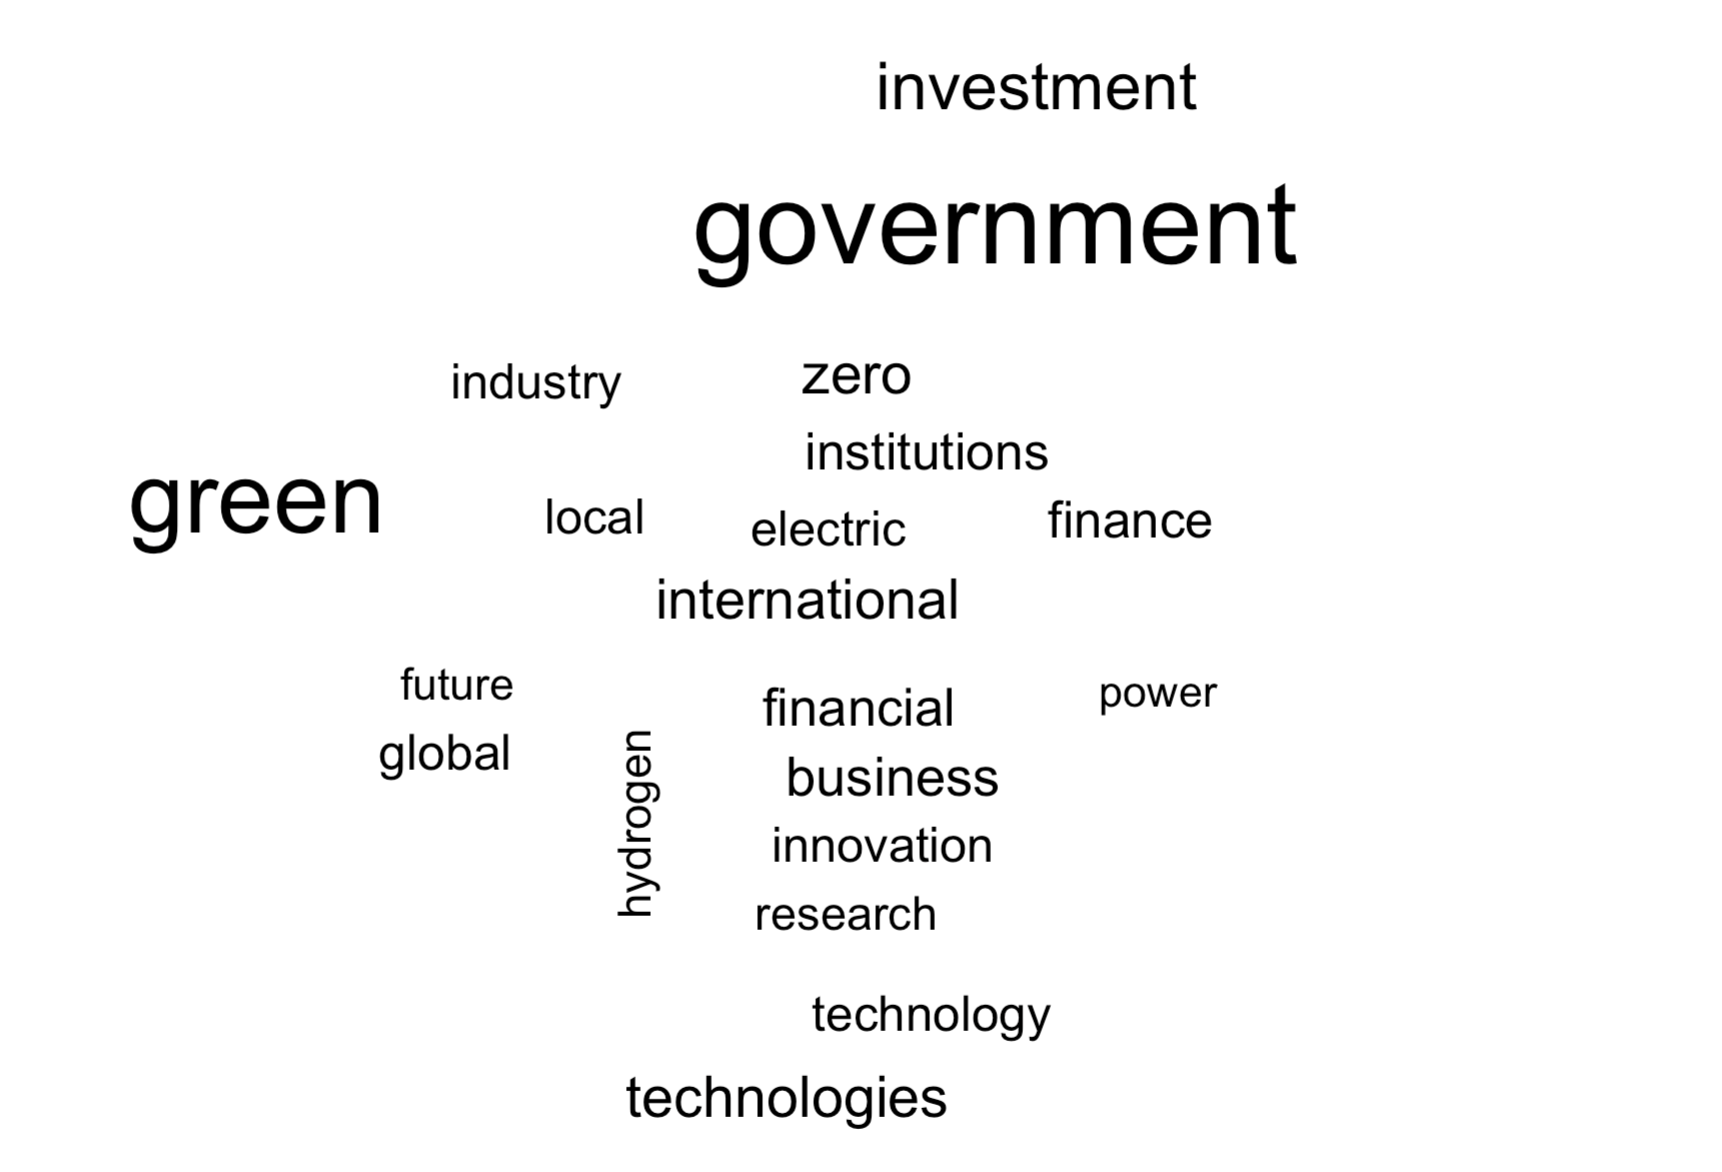 investment
government
industry
zero
institutions
green
local
electric
finance
international
future
financial
power
global
hydrogen
business
innovation
research
technology
technologies